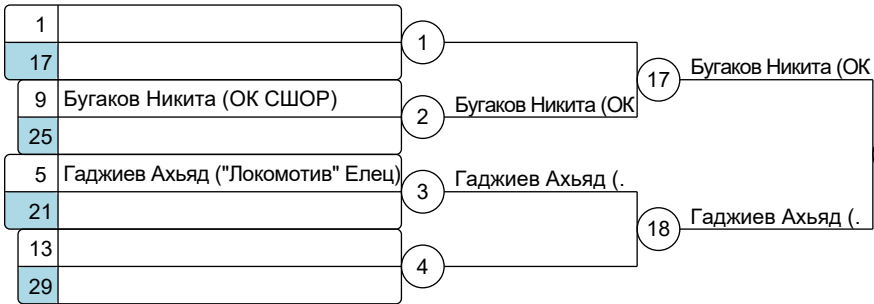 1
17
1
17
Бугаков Никита (ОК
9 Бугаков Никита (ОК СШОР)
25
2
Бугаков Никита (ОК
5 Гаджиев Ахьяд ("Локомотив" Елец)
21
3
Гаджиев Ахьяд (.
18
Гаджиев Ахьяд (.
13
29
4